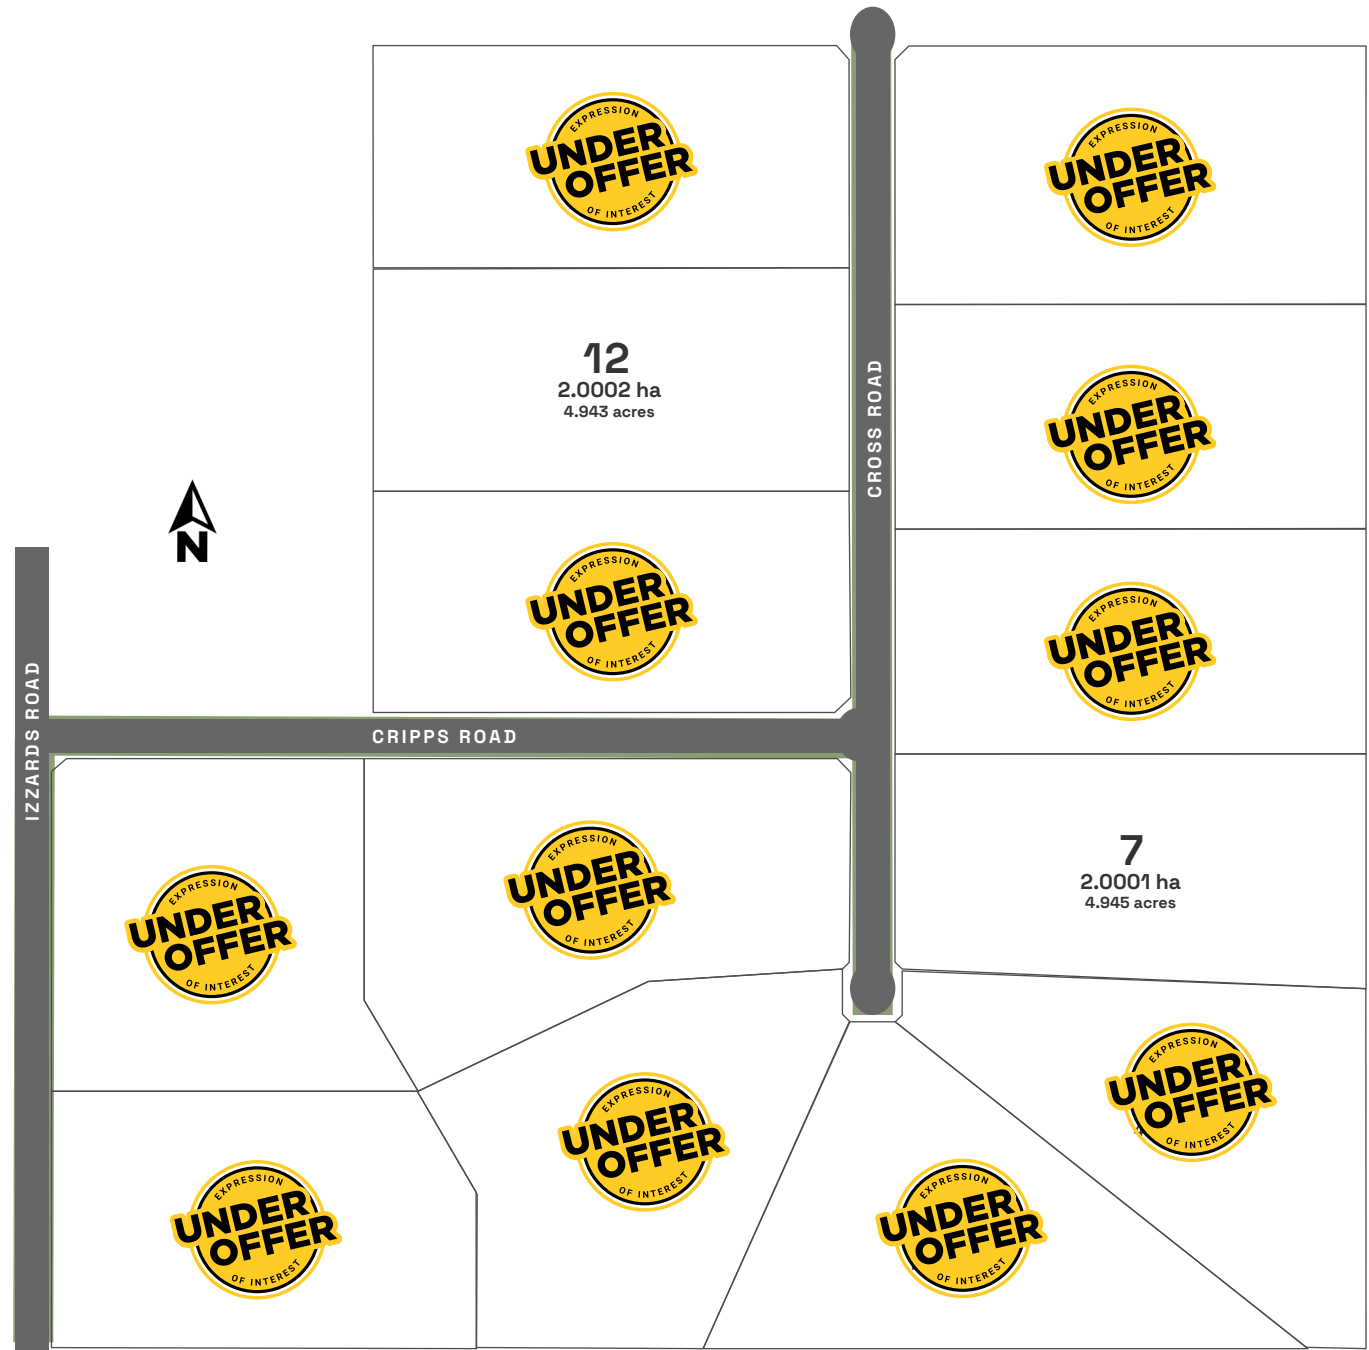 EXPRESSION
UNDER
OFFER
OF INTEREST
EXPRESSION
UNDER
OFFER
OF INTEREST
12
2.0002 ha
4.943 acres
CROSS ROAD
EXPRESSION
UNDER
OFFER
OF INTEREST
N
EXPRESSION
UNDER
OFFER
OF INTEREST
EXPRESSION
UNDER
OFFER
OF INTEREST
IZZARDS ROAD
CRIPPS ROAD
EXPRESSION
UNDER
OFFER
OF INTEREST
EXPRESSION
UNDER
OFFER
OF INTEREST
7
2.0001 ha
4.945 acres
EXPRESSION
UNDER
OFFER
OF INTEREST
EXPRESSION
UNDER
OFFER
OF INTEREST
EXPRESSION
UNDER
OFFER
OF INTEREST
EXPRESSION
UNDER
OFFER
OF INTEREST